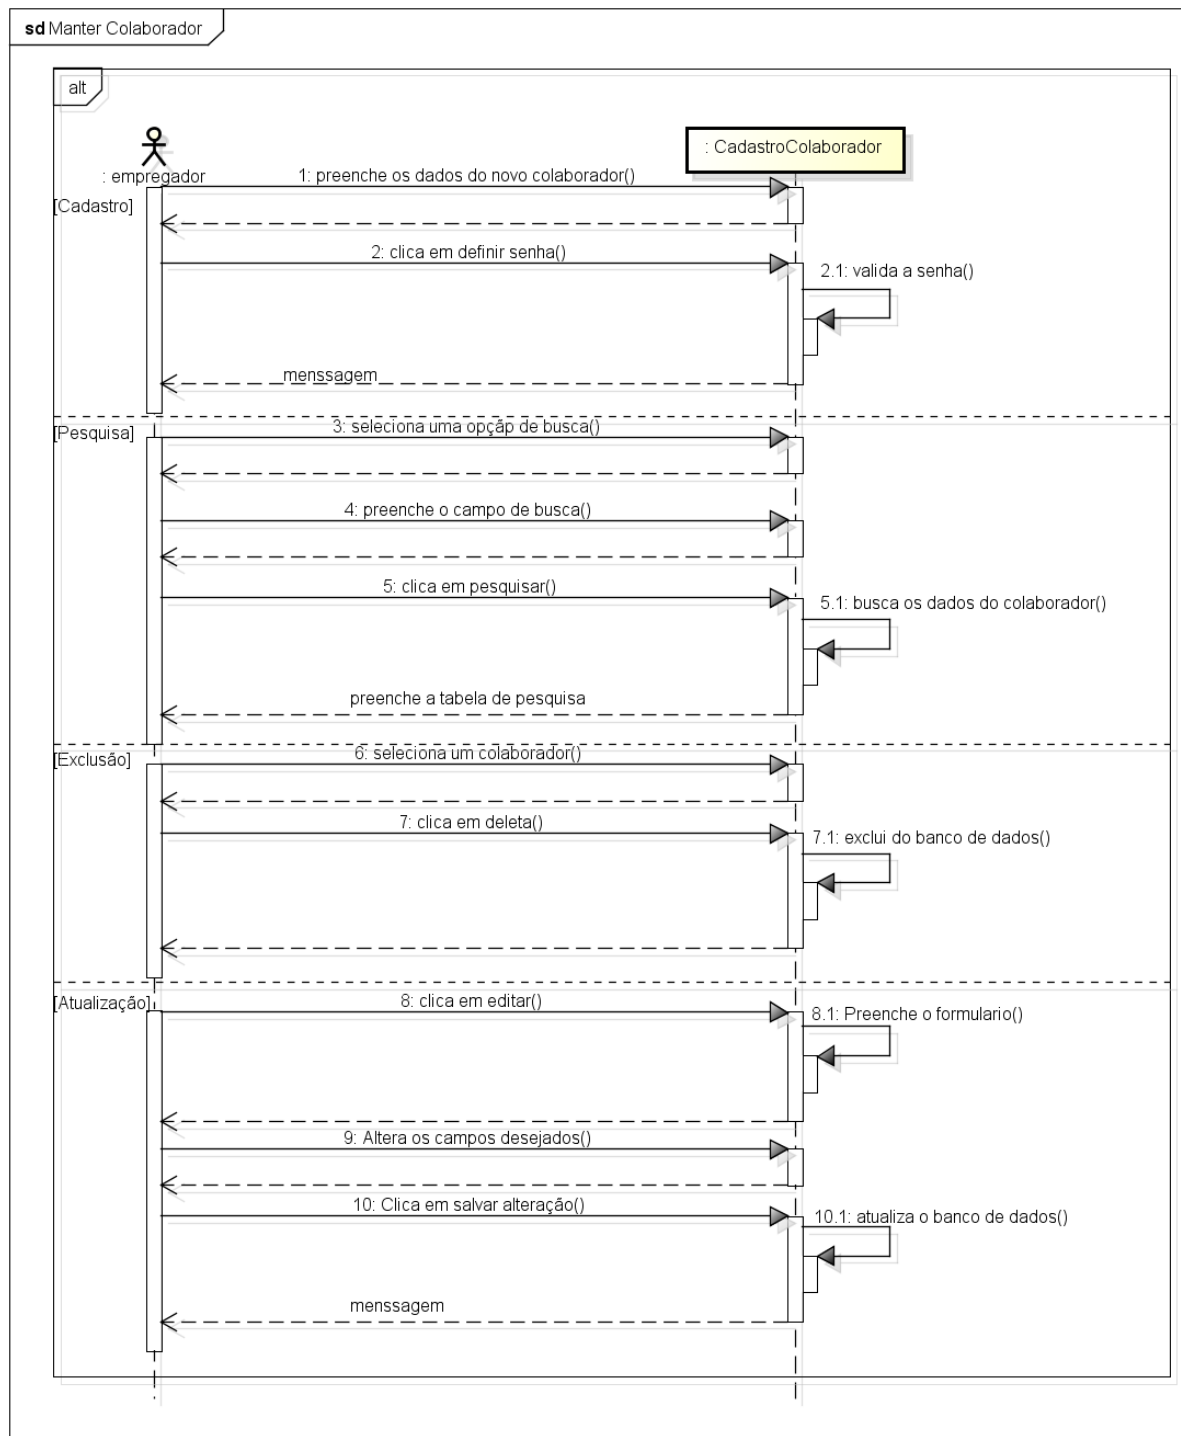 sd Manter Colaborador
alt
: empregador
: CadastroColaborador
1: preenche os dados do novo colaborador()
[Cadastro]
2: clica em definir senha()
2.1: valida a senha()
menssagem
[Pesquisa]
3: seleciona uma opçãp de busca()
4: preenche o campo de busca()
5: clica em pesquisar()
5.1: busca os dados do colaborador()
preenche a tabela de pesquisa
[Exclusão]
6: seleciona um colaborador()
7: clica em deleta()
7.1: exclui do banco de dados()
[Atualização]
8: clica em editar()
8.1: Preenche o formulario()
9: Altera os campos desejados()
10: Clica em salvar alteração()
10.1: atualiza o banco de dados()
menssagem